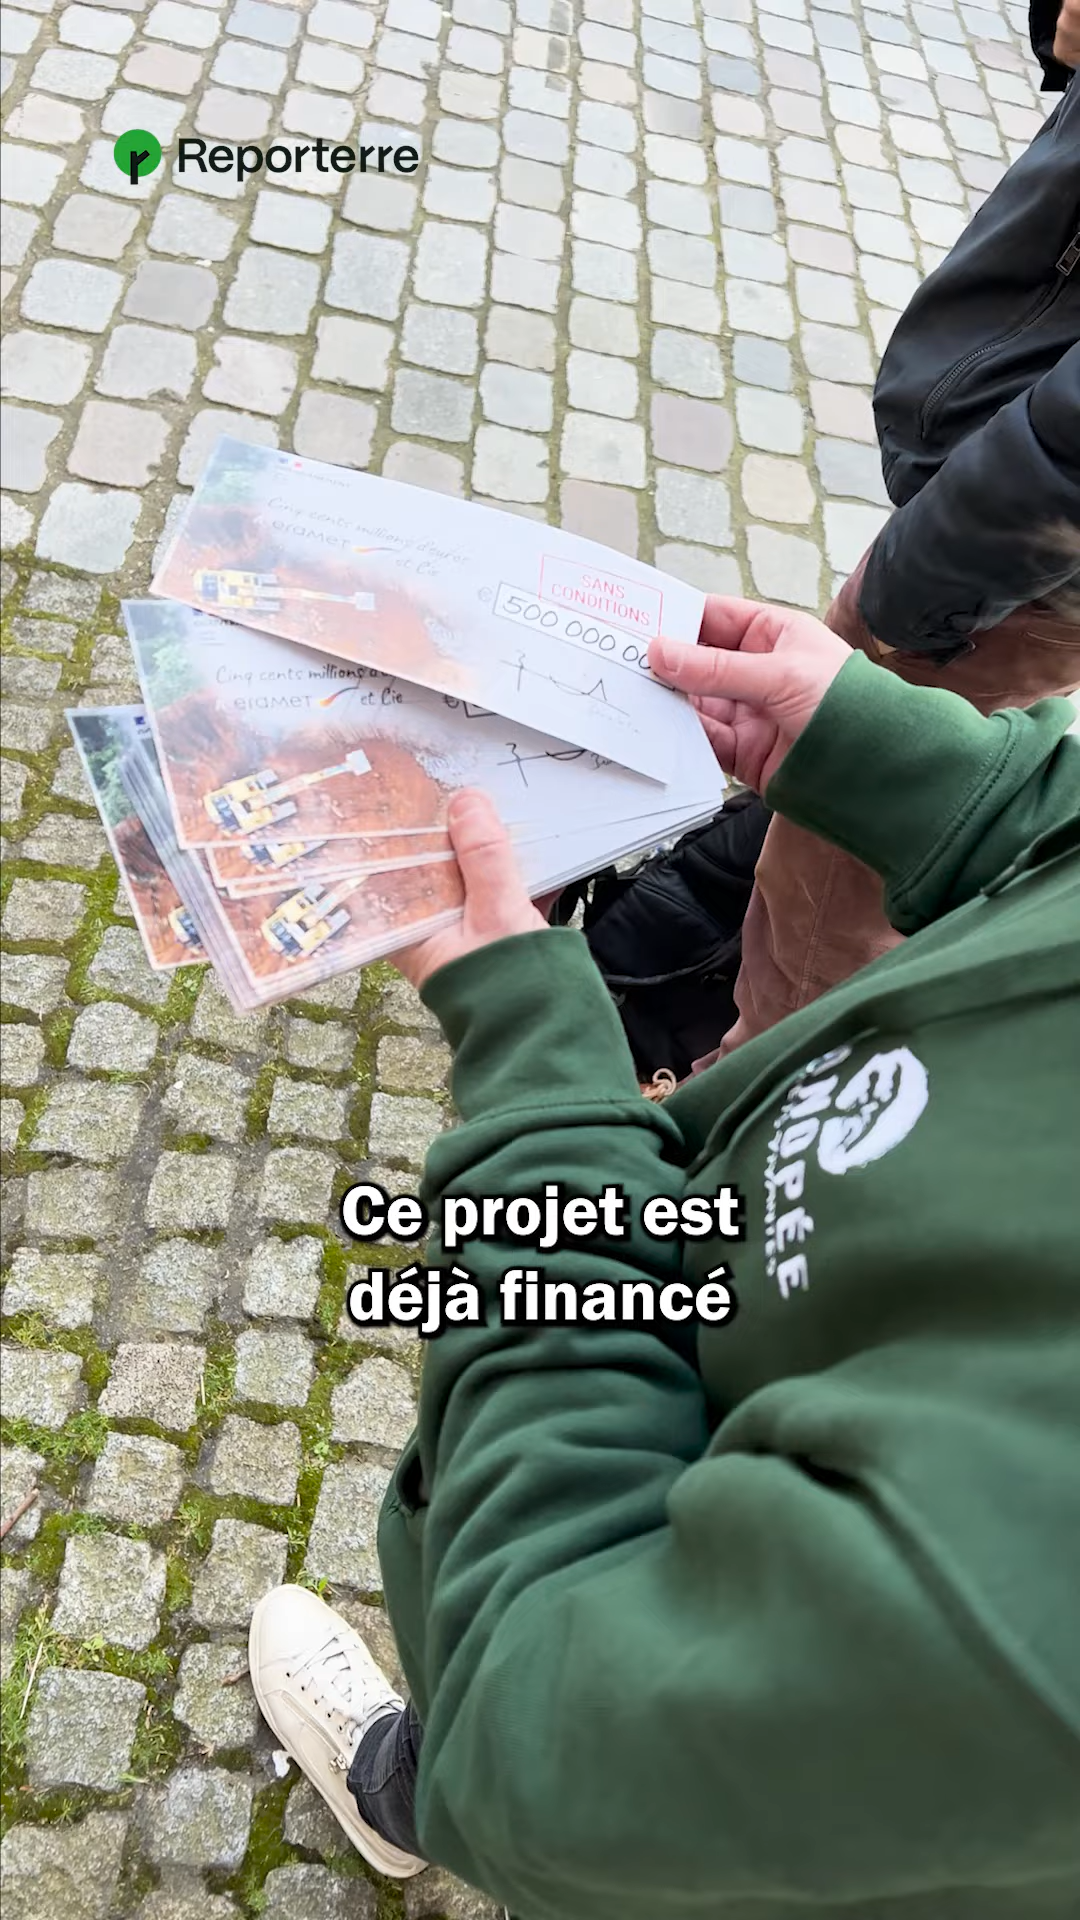 Reporterre
Cinq cents millions d'euros
eramet
et Cie
SANS
CONDITIONS
500 000 00
Cinq cents millions d
eramet
et Cie
CANOPÉE
Ce projet est
déjà financé